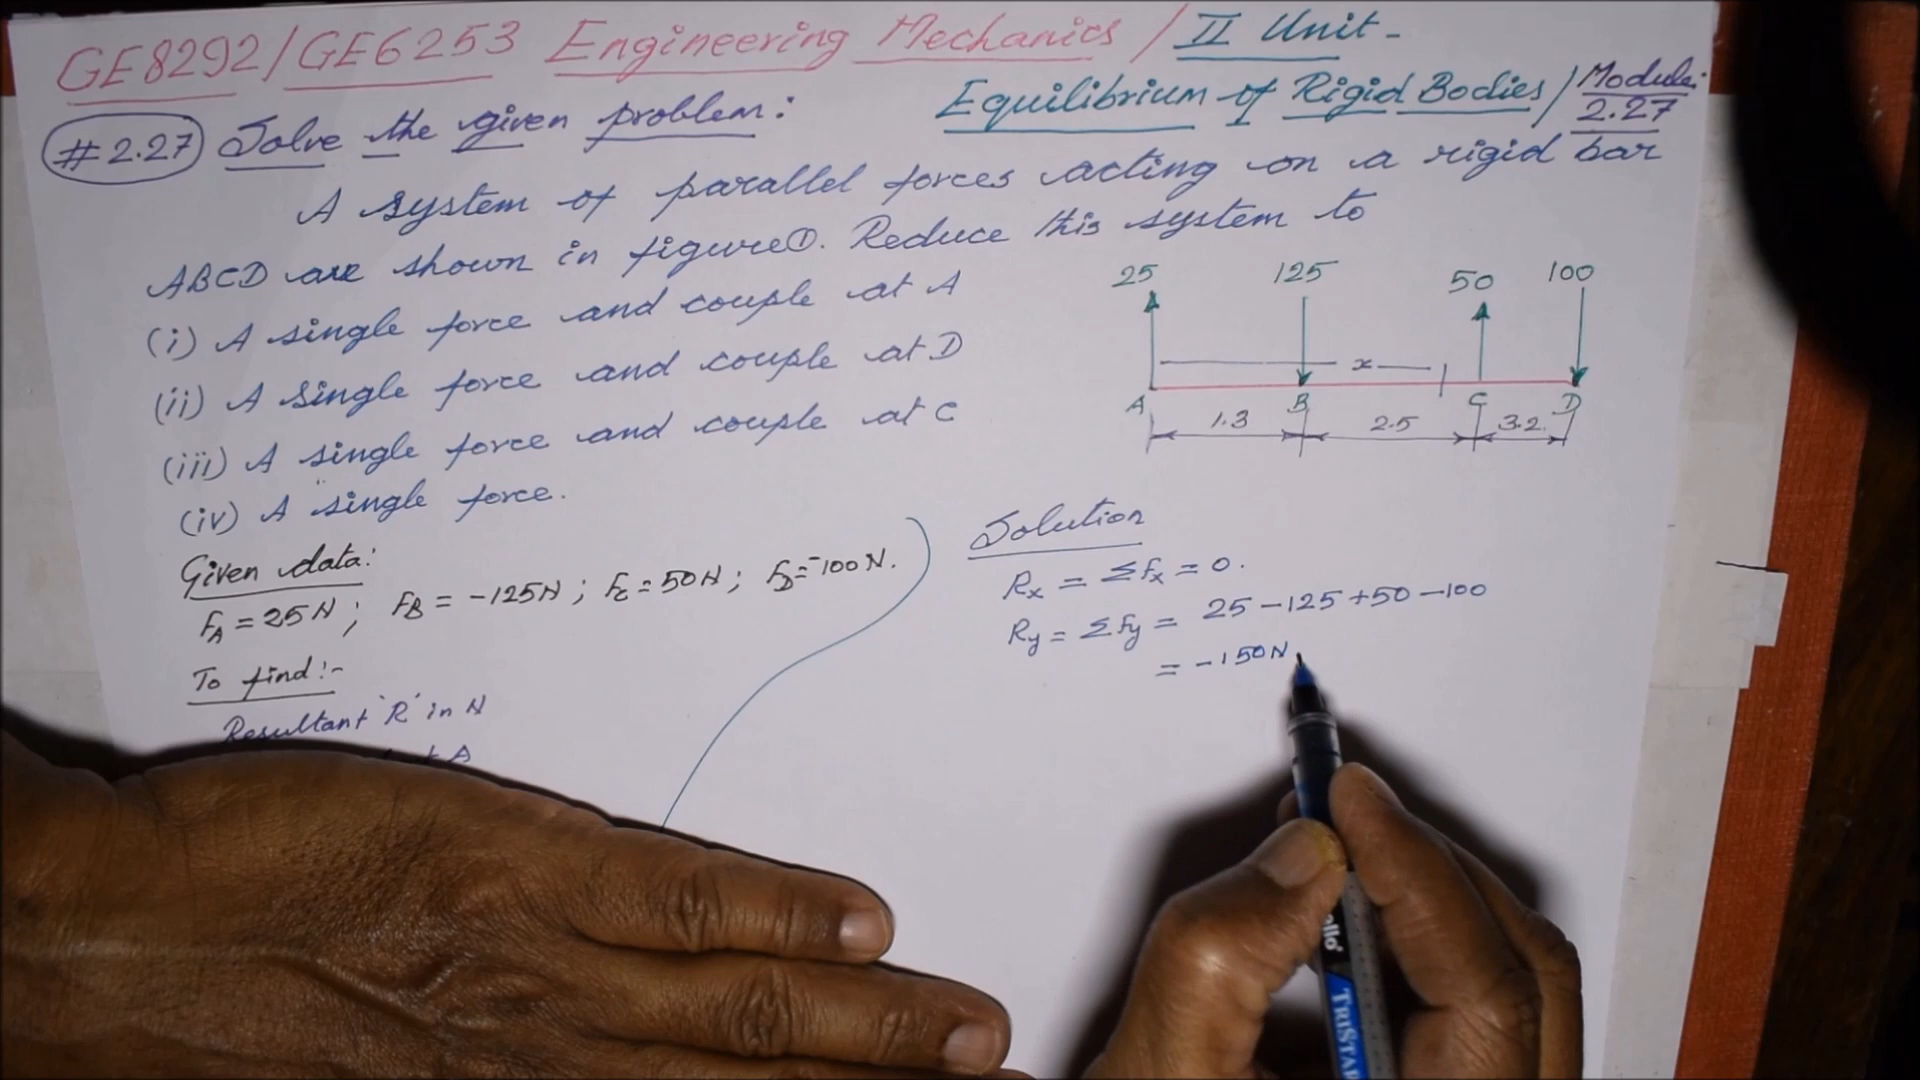 GE8292/GE6253 Engineering Mechanics / II Unit -
Equilibrium of Rigid Bodies / Module: 2.27
#2.27 Solve the given problem:
A system of parallel forces acting on a rigid bar
ABCD are shown in figure①. Reduce this system to
(i) A single force and couple at A
(ii) A single force and couple at D
(iii) A single force and couple at C
(iv) A single force.
25 125 50 100
x
A B C D
1.3 2.5 3.2
Given data:
FA = 25N ; FB = -125N ; FC = 50N ; FD = -100N.
To find:-
Resultant 'R' in N
at A
Solution
Rx = Σfx = 0.
Ry = Σfy = 25 -125 +50 -100
= -150N
TRISTAR